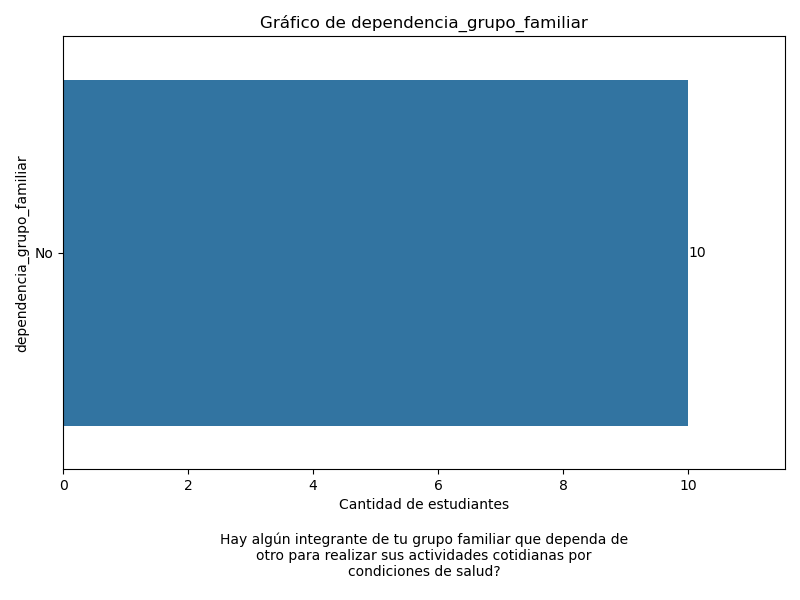 Gráfico de dependencia_grupo_familiar
dependencia_grupo_familiar
No
10
0 2 4 6 8 10
Cantidad de estudiantes
Hay algún integrante de tu grupo familiar que dependa de
otro para realizar sus actividades cotidianas por
condiciones de salud?